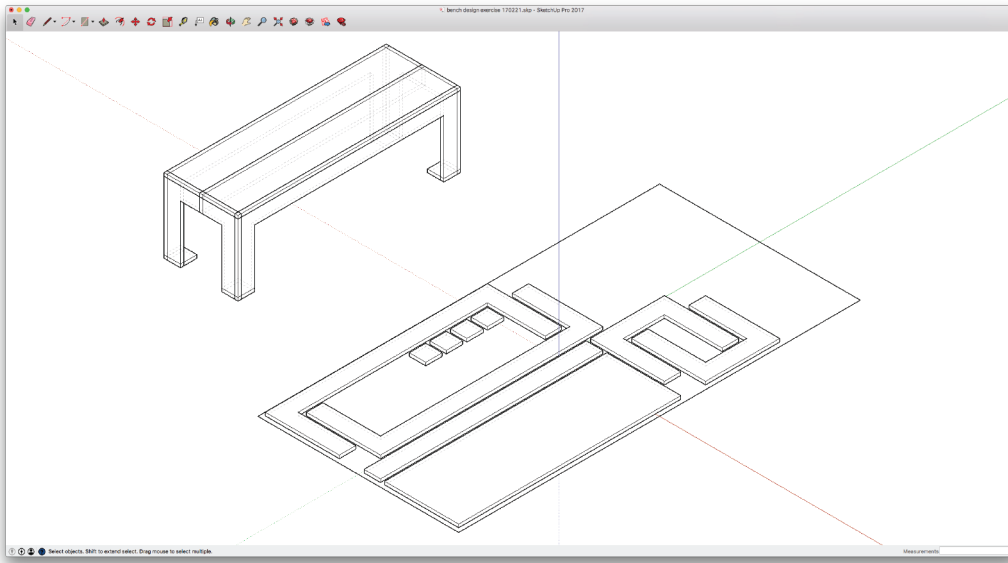 bench design exercise 170221.skp - SketchUp Pro 2017
Select objects. Shift to extend select. Drag mouse to select multiple.
Measurements